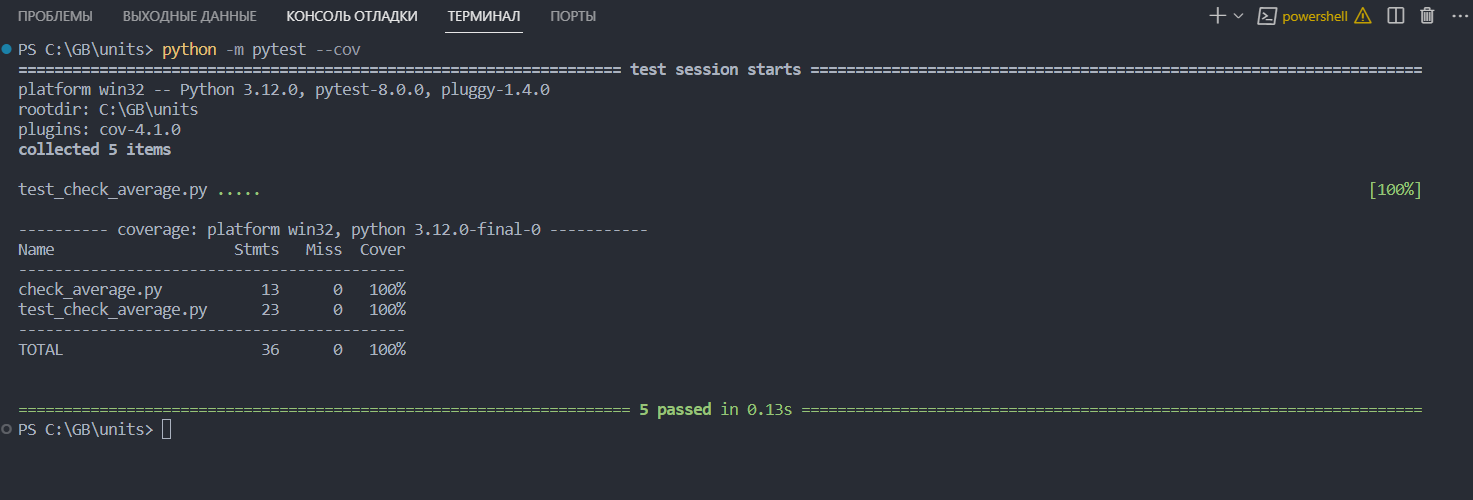 ПРОБЛЕМЫ ВЫХОДНЫЕ ДАННЫЕ КОНСОЛЬ ОТЛАДКИ ТЕРМИНАЛ ПОРТЫ powershell
PS C:\GB\units> python -m pytest --cov
=================================================================== test session starts ====================================================================
platform win32 -- Python 3.12.0, pytest-8.0.0, pluggy-1.4.0
rootdir: C:\GB\units
plugins: cov-4.1.0
collected 5 items
test_check_average.py ..... [100%]
---------- coverage: platform win32, python 3.12.0-final-0 -----------
Name Stmts Miss Cover
-------------------------------------------
check_average.py 13 0 100%
test_check_average.py 23 0 100%
-------------------------------------------
TOTAL 36 0 100%
==================================================================== 5 passed in 0.13s =====================================================================
PS C:\GB\units>